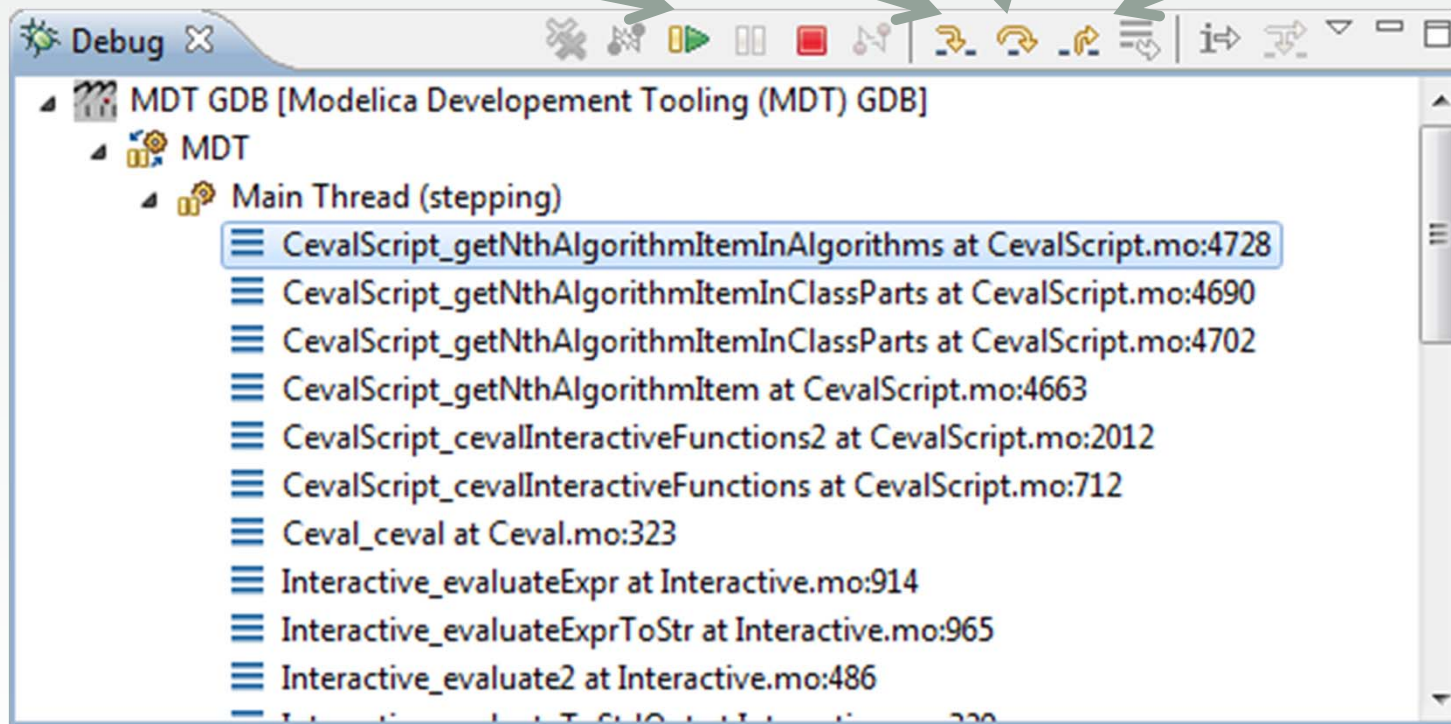 Debug
MDT GDB [Modelica Developement Tooling (MDT) GDB]
MDT
Main Thread (stepping)
CevalScript_getNthAlgorithmItemInAlgorithms at CevalScript.mo:4728
CevalScript_getNthAlgorithmItemInClassParts at CevalScript.mo:4690
CevalScript_getNthAlgorithmItemInClassParts at CevalScript.mo:4702
CevalScript_getNthAlgorithmItem at CevalScript.mo:4663
CevalScript_cevalInteractiveFunctions2 at CevalScript.mo:2012
CevalScript_cevalInteractiveFunctions at CevalScript.mo:712
Ceval_ceval at Ceval.mo:323
Interactive_evaluateExpr at Interactive.mo:914
Interactive_evaluateExprToStr at Interactive.mo:965
Interactive_evaluate2 at Interactive.mo:486